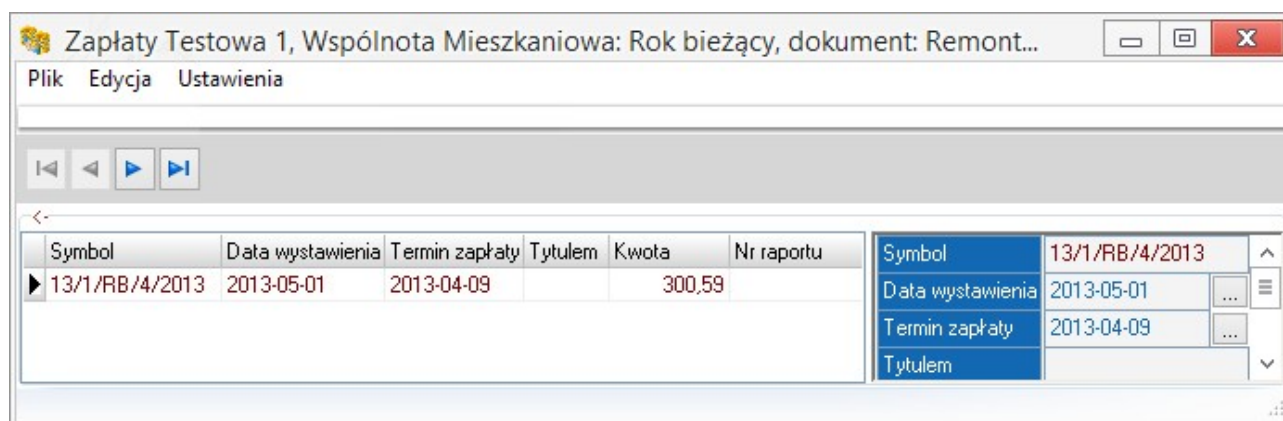 Zapłaty Testowa 1, Wspólnota Mieszkaniowa: Rok bieżący, dokument: Remont...
Plik Edycja Ustawienia
<-
Symbol Data wystawienia Termin zapłaty Tytułem Kwota Nr raportu
13/1/RB/4/2013 2013-05-01 2013-04-09 300,59
Symbol 13/1/RB/4/2013
Data wystawienia 2013-05-01 ...
Termin zapłaty 2013-04-09 ...
Tytułem